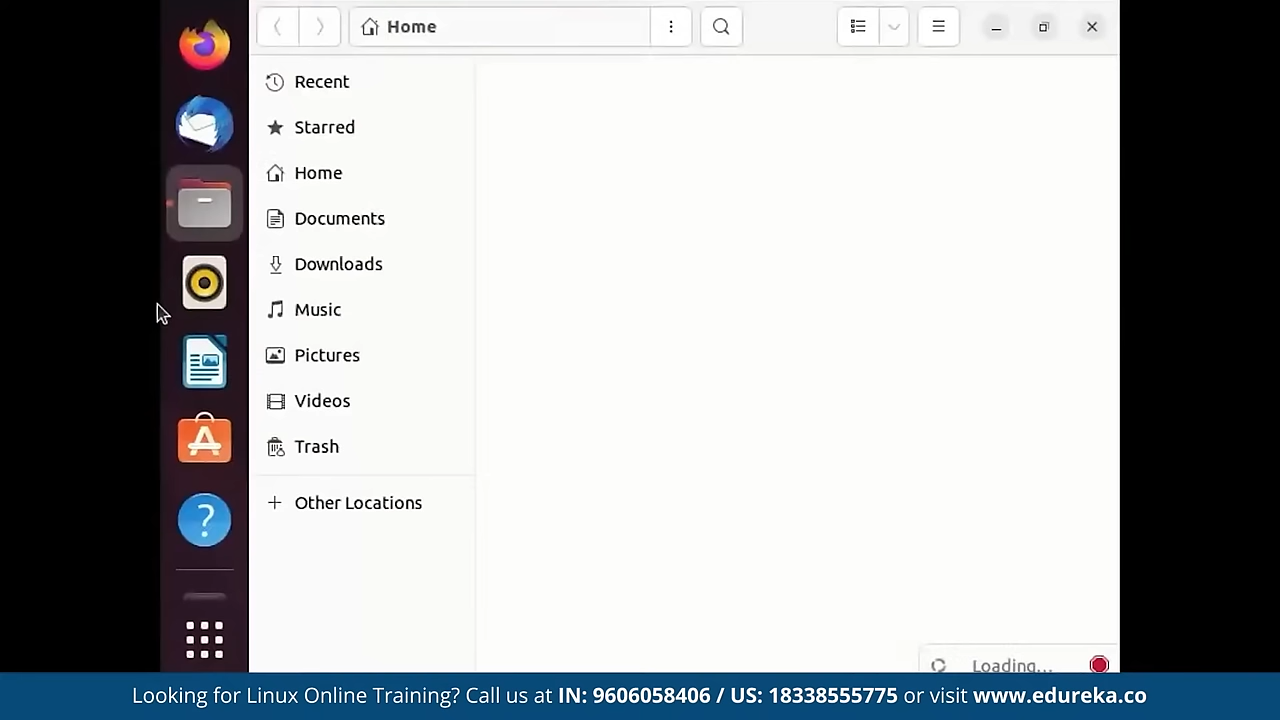 Home
Recent
Starred
Home
Documents
Downloads
Music
Pictures
Videos
Trash
Other Locations
Loading...
Looking for Linux Online Training? Call us at IN: 9606058406 / US: 18338555775 or visit www.edureka.co